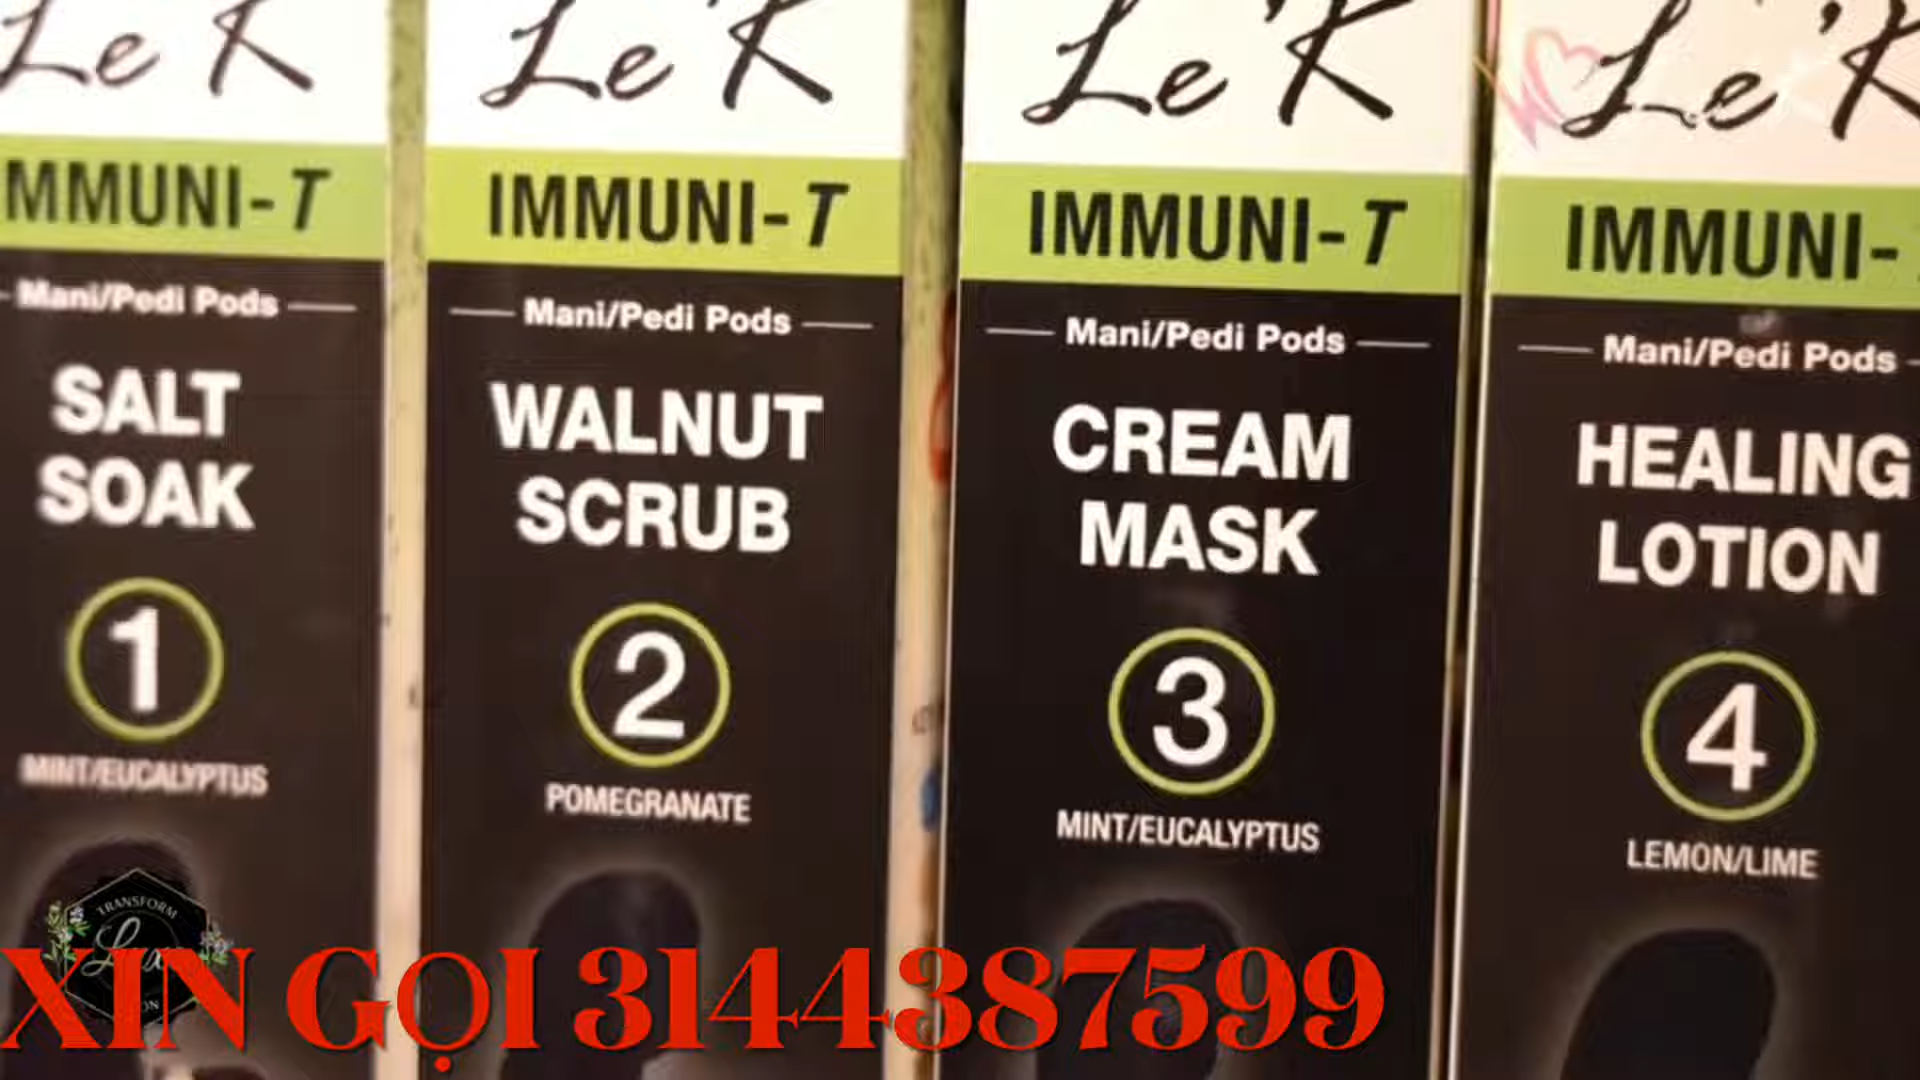 Le'K
IMMUNI-T
Mani/Pedi Pods
SALT
SOAK
1
MINT/EUCALYPTUS
Le'K
IMMUNI-T
Mani/Pedi Pods
WALNUT
SCRUB
2
POMEGRANATE
Le'K
IMMUNI-T
Mani/Pedi Pods
CREAM
MASK
3
MINT/EUCALYPTUS
Le'K
IMMUNI-
Mani/Pedi Pods
HEALING
LOTION
4
LEMON/LIME
TRANSFORM
XIN GỌI 3144387599